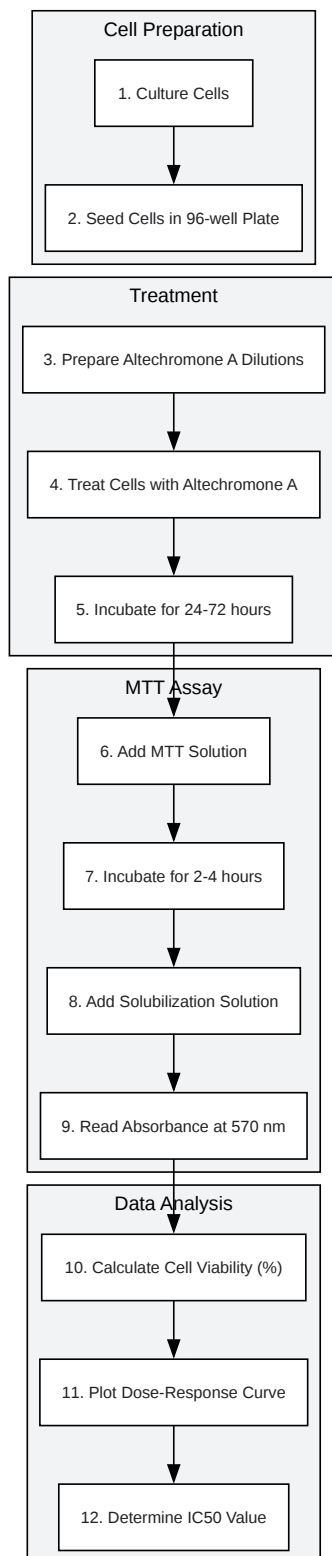 Cell Preparation
1. Culture Cells
2. Seed Cells in 96-well Plate
Treatment
3. Prepare Altechromone A Dilutions
4. Treat Cells with Altechromone A
5. Incubate for 24-72 hours
MTT Assay
6. Add MTT Solution
7. Incubate for 2-4 hours
8. Add Solubilization Solution
9. Read Absorbance at 570 nm
Data Analysis
10. Calculate Cell Viability (%)
11. Plot Dose-Response Curve
12. Determine IC50 Value